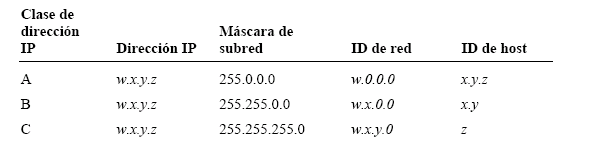 Clase de
dirección
IP
Dirección IP
Máscara de
subred
ID de red
ID de host
A w.x.y.z 255.0.0.0 w.0.0.0 x.y.z
B w.x.y.z 255.255.0.0 w.x.0.0 x.y
C w.x.y.z 255.255.255.0 w.x.y.0 z